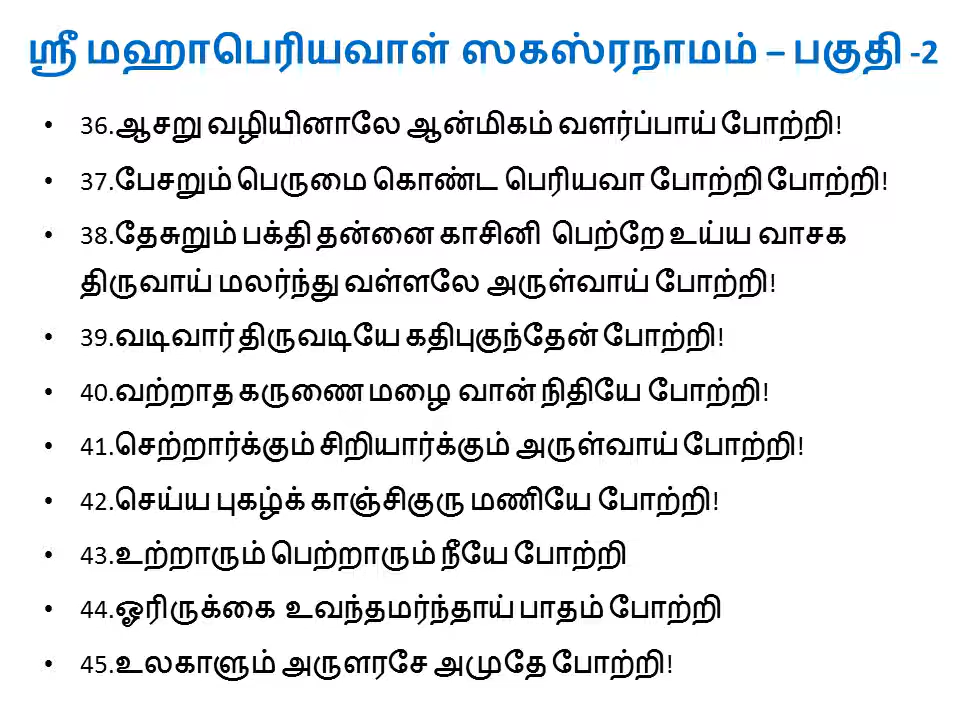 ஸ்ரீ மஹாபெரியவாள் ஸகஸ்ரநாமம் – பகுதி -2
• 36.ஆசறு வழியினாலே ஆன்மிகம் வளர்ப்பாய் போற்றி!
• 37.பேசறும் பெருமை கொண்ட பெரியவா போற்றி போற்றி!
• 38.தேசுறும் பக்தி தன்னை காசினி பெற்றே உய்ய வாசக
திருவாய் மலர்ந்து வள்ளலே அருள்வாய் போற்றி!
• 39.வடிவார் திருவடியே கதிபுகுந்தேன் போற்றி!
• 40.வற்றாத கருணை மழை வான் நிதியே போற்றி!
• 41.செற்றார்க்கும் சிறியார்க்கும் அருள்வாய் போற்றி!
• 42.செய்ய புகழ்க் காஞ்சிகுரு மணியே போற்றி!
• 43.உற்றாரும் பெற்றாரும் நீயே போற்றி
• 44.ஓரிருக்கை உவந்தமர்ந்தாய் பாதம் போற்றி
• 45.உலகாளும் அருளரசே அமுதே போற்றி!